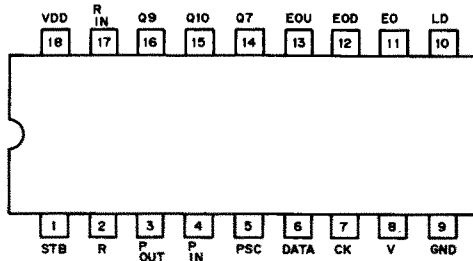 VDD R IN Q9 Q10 Q7 EOU EOD EO LD
18 17 16 15 14 13 12 11 10
1 2 3 4 5 6 7 8 9
STB R P OUT P IN PSC DATA CK V GND